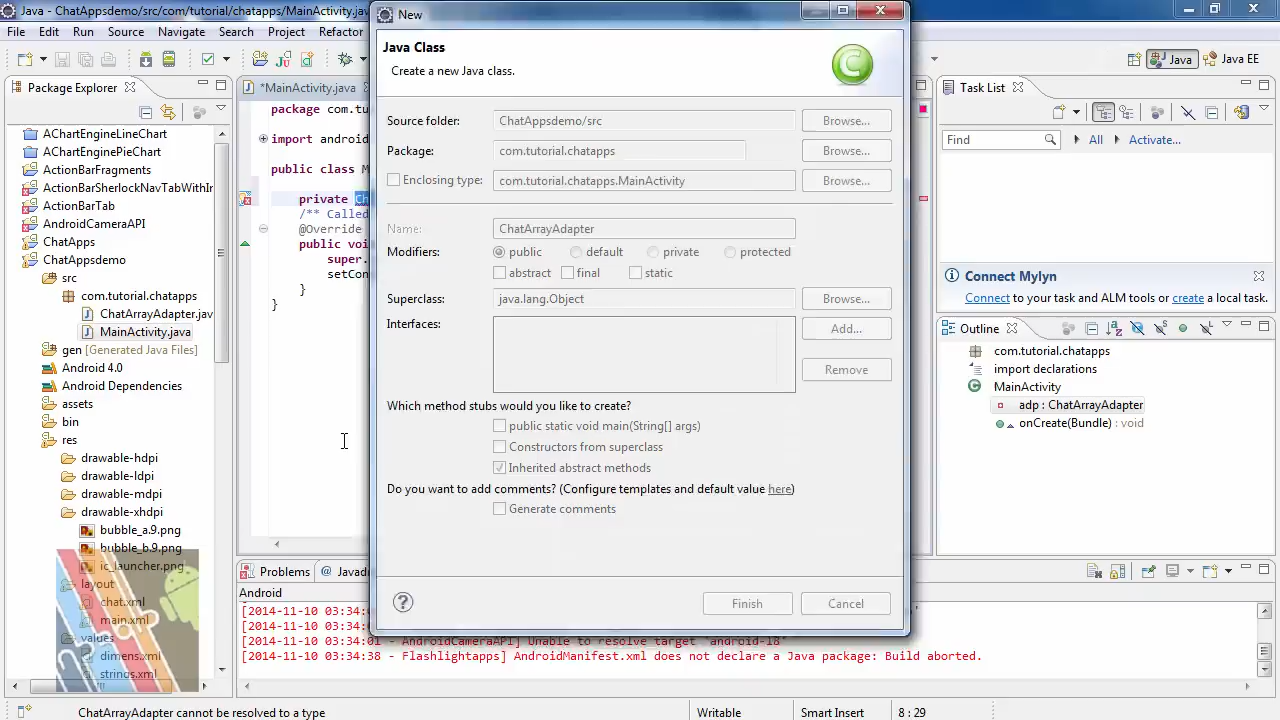 Java - ChatAppsdemo/src/com/tutorial/chatapps/MainActivity.jav
New
File Edit Run Source Navigate Search Project Refactor
Java Java EE
Package Explorer
AChartEngineLineChart
AChartEnginePieChart
ActionBarFragments
ActionBarSherlockNavTabWithIn
ActionBarTab
AndroidCameraAPI
ChatApps
ChatAppsdemo
src
com.tutorial.chatapps
ChatArrayAdapter.jav
MainActivity.java
gen [Generated Java Files]
Android 4.0
Android Dependencies
assets
bin
res
drawable-hdpi
drawable-ldpi
drawable-mdpi
drawable-xhdpi
bubble_a.9.png
bubble_b.9.png
ic_launcher.png
layout
chat.xml
main.xml
values
dimens.xml
strings.xml
*MainActivity.java
package com.tu
import android
public class M
private Ch
/** Called
@Override
public voi
super.
setCon
}
}
Java Class
Create a new Java class.
Source folder: ChatAppsdemo/src Browse...
Package: com.tutorial.chatapps Browse...
Enclosing type: com.tutorial.chatapps.MainActivity Browse...
Name: ChatArrayAdapter
Modifiers: public default private protected
abstract final static
Superclass: java.lang.Object Browse...
Interfaces: Add...
Remove
Which method stubs would you like to create?
public static void main(String[] args)
Constructors from superclass
Inherited abstract methods
Do you want to add comments? (Configure templates and default value here)
Generate comments
Finish Cancel
Task List
Find All Activate...
Connect Mylyn
Connect to your task and ALM tools or create a local task.
Outline
com.tutorial.chatapps
import declarations
MainActivity
adp : ChatArrayAdapter
onCreate(Bundle) : void
Problems Javado
Android
[2014-11-10 03:34:0
[2014-11-10 03:34:0
[2014-11-10 03:34:01 - AndroidCameraAPI] Unable to resolve target 'android-18'
[2014-11-10 03:34:38 - Flashlightapps] AndroidManifest.xml does not declare a Java package: Build aborted.
ChatArrayAdapter cannot be resolved to a type Writable Smart Insert 8 : 29